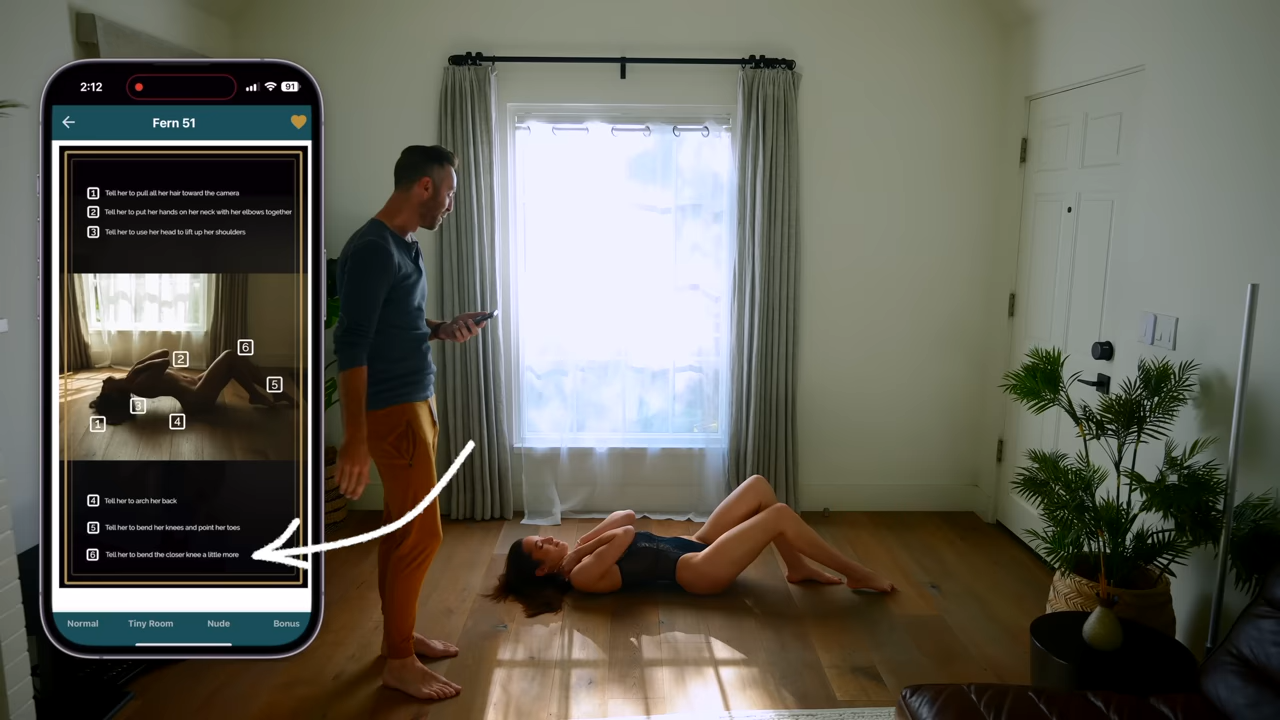 2:12
91
Fern 51
1 Tell her to pull all her hair toward the camera
2 Tell her to put her hands on her neck with her elbows together
3 Tell her to use her head to lift up her shoulders
6
2
5
3
4
1
4 Tell her to arch her back
5 Tell her to bend her knees and point her toes
6 Tell her to bend the closer knee a little more
Normal Tiny Room Nude Bonus